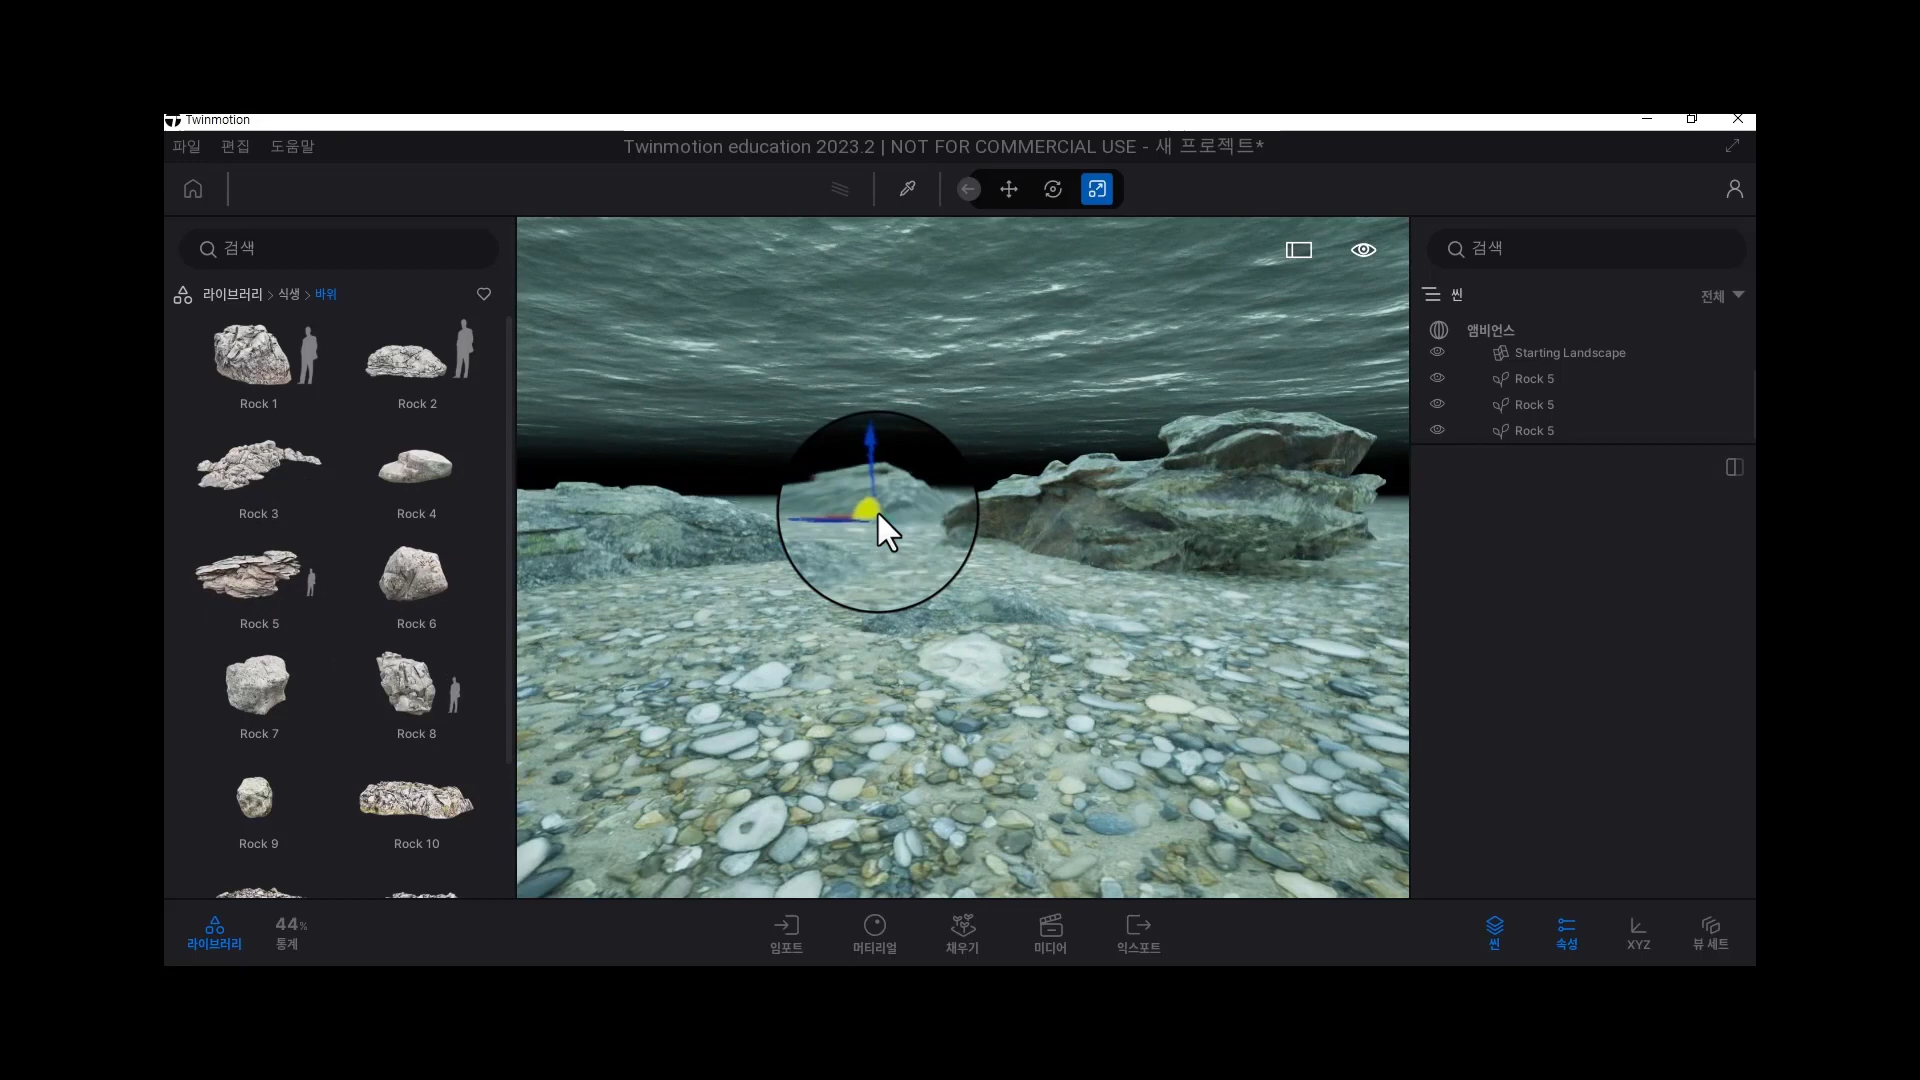 Twinmotion
파일 편집 도움말
Twinmotion education 2023.2 | NOT FOR COMMERCIAL USE - 새 프로젝트*
검색
라이브러리 > 식생 > 바위
Rock 1
Rock 2
Rock 3
Rock 4
Rock 5
Rock 6
Rock 7
Rock 8
Rock 9
Rock 10
검색
씬
전체
앰비언스
Starting Landscape
Rock 5
Rock 5
Rock 5
라이브러리
44%
통계
임포트
머티리얼
채우기
미디어
익스포트
씬
속성
XYZ
뷰 세트